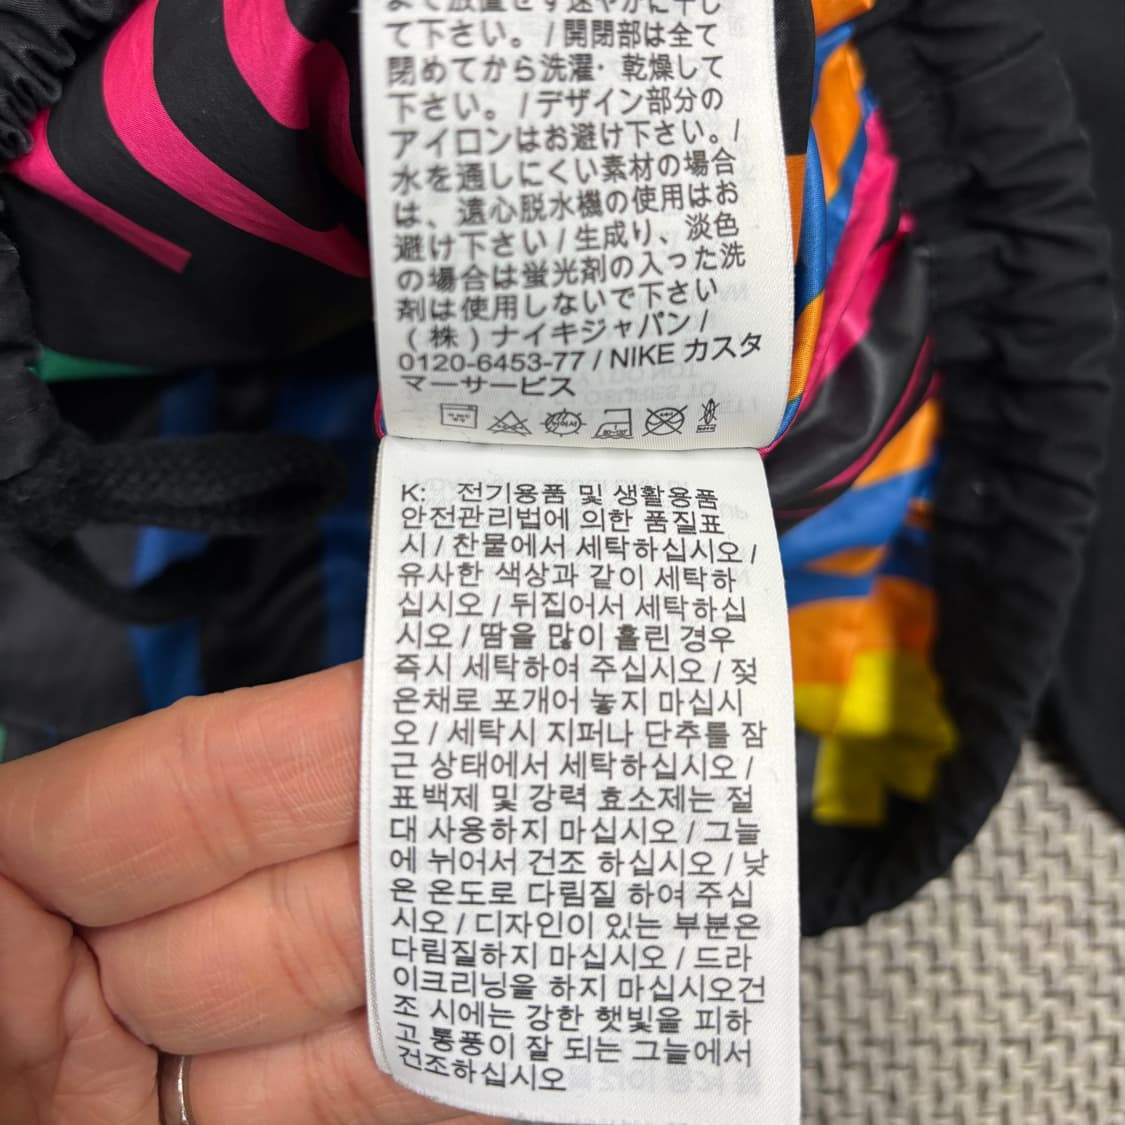 まで放置せず速やかに干し
て下さい。/ 開閉部は全て
閉めてから洗濯・乾燥して
下さい。/ デザイン部分の
アイロンはお避け下さい。/
水を通しにくい素材の場合
は、遠心脱水機の使用はお
避け下さい / 生成り、淡色
の場合は蛍光剤の入った洗
剤は使用しないで下さい
(株) ナイキジャパン /
0120-6453-77 / NIKE カスタ
マーサービス
K: 전기용품 및 생활용품
안전관리법에 의한 품질표
시 / 찬물에서 세탁하십시오 /
유사한 색상과 같이 세탁하
십시오 / 뒤집어서 세탁하십
시오 / 땀을 많이 흘린 경우
즉시 세탁하여 주십시오 / 젖
은채로 포개어 놓지 마십시
오 / 세탁시 지퍼나 단추를 잠
근 상태에서 세탁하십시오 /
표백제 및 강력 효소제는 절
대 사용하지 마십시오 / 그늘
에 뉘어서 건조 하십시오 / 낮
은 온도로 다림질 하여 주십
시오 / 디자인이 있는 부분은
다림질하지 마십시오 / 드라
이크리닝을 하지 마십시오건
조 시에는 강한 햇빛을 피하
고 통풍이 잘 되는 그늘에서
건조하십시오